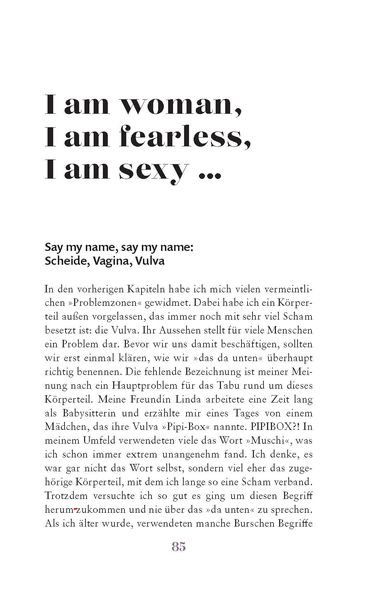 I am woman,
I am fearless,
I am sexy ...
Say my name, say my name:
Scheide, Vagina, Vulva
In den vorherigen Kapiteln habe ich mich vielen vermeintli-
chen »Problemzonen« gewidmet. Dabei habe ich ein Körper-
teil außen vorgelassen, das immer noch mit sehr viel Scham
besetzt ist: die Vulva. Ihr Aussehen stellt für viele Menschen
ein Problem dar. Bevor wir uns damit beschäftigen, sollten
wir erst einmal klären, wie wir »das da unten« überhaupt
richtig benennen. Die fehlende Bezeichnung ist meiner Mei-
nung nach ein Hauptproblem für das Tabu rund um dieses
Körperteil. Meine Freundin Linda arbeitete eine Zeit lang
als Babysitterin und erzählte mir eines Tages von einem
Mädchen, das ihre Vulva »Pipi-Box« nannte. PIPIBOX?! In
meinem Umfeld verwendeten viele das Wort »Muschi«, was
ich schon immer extrem unangenehm fand. Ich denke, es
war gar nicht das Wort selbst, sondern viel eher das zuge-
hörige Körperteil, mit dem ich lange so eine Scham verband.
Trotzdem versuchte ich so gut es ging um diesen Begriff
herumzukommen und nie über das »da unten« zu sprechen.
Als ich älter wurde, verwendeten manche Burschen Begriffe
85